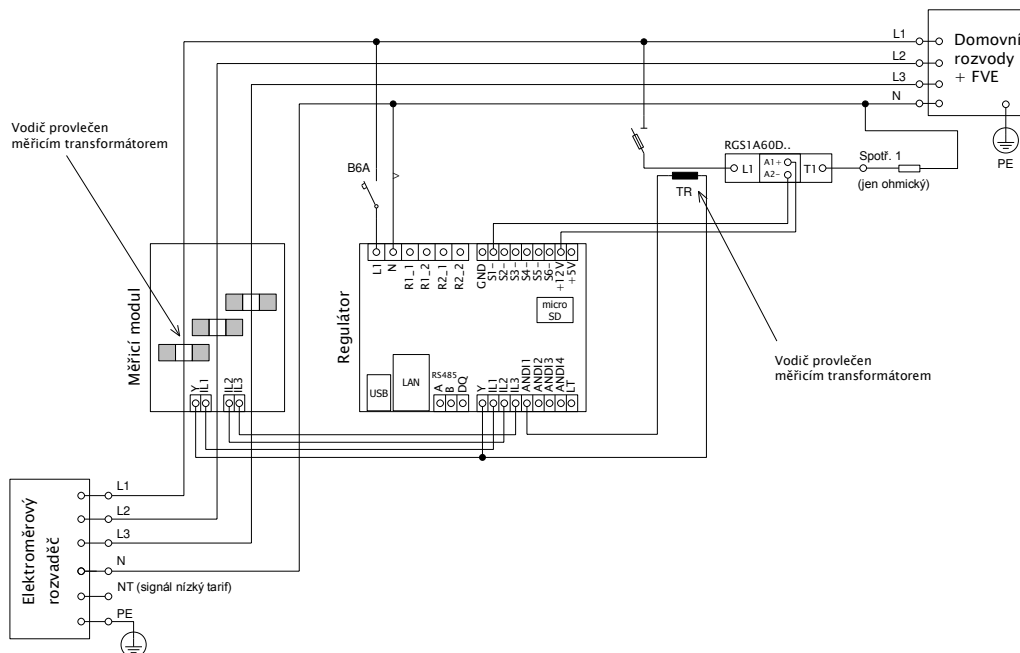 L1
L2
L3
N
Domovní
rozvody
+ FVE
PE
Vodič provlečen
měřicím transformátorem
B6A
RGS1A60D..
L1
A1+
A2-
T1
Spotř. 1
(jen ohmický)
TR
L1
N
R1_1
R1_2
R2_1
R2_2
GND
S1-
S2-
S3-
S4-
S5-
S6-
+12V
+5V
micro
SD
Regulátor
Měřicí modul
Vodič provlečen
měřicím transformátorem
USB
LAN
RS485
A
B
DQ
Y
IL1
IL2
IL3
ANDI1
ANDI2
ANDI3
ANDI4
LT
Y
IL1
IL2
IL3
Elektroměrový
rozvaděč
L1
L2
L3
N
NT (signál nízký tarif)
PE